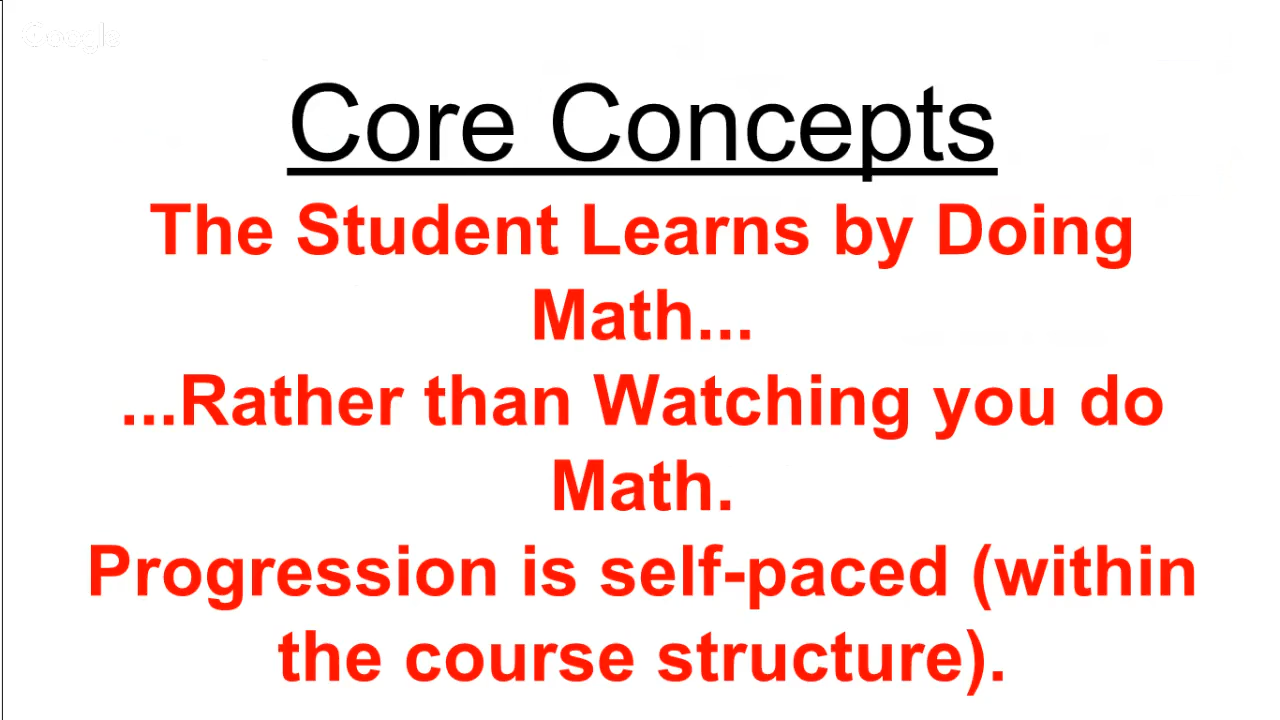 Google
Core Concepts
The Student Learns by Doing
Math...
...Rather than Watching you do
Math.
Progression is self-paced (within
the course structure).